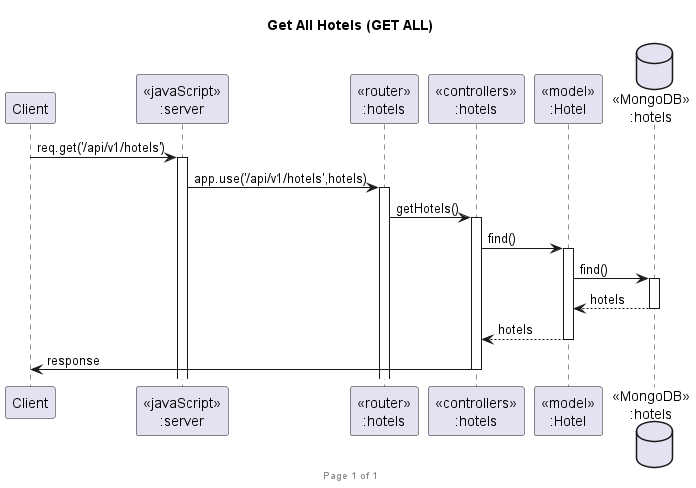 Get All Hotels (GET ALL)
Client
«javaScript»
:server
«router»
:hotels
«controllers»
:hotels
«model»
:Hotel
«MongoDB»
:hotels
req.get('/api/v1/hotels')
app.use('/api/v1/hotels',hotels)
getHotels()
find()
find()
hotels
hotels
response
Client
«javaScript»
:server
«router»
:hotels
«controllers»
:hotels
«model»
:Hotel
«MongoDB»
:hotels
Page 1 of 1